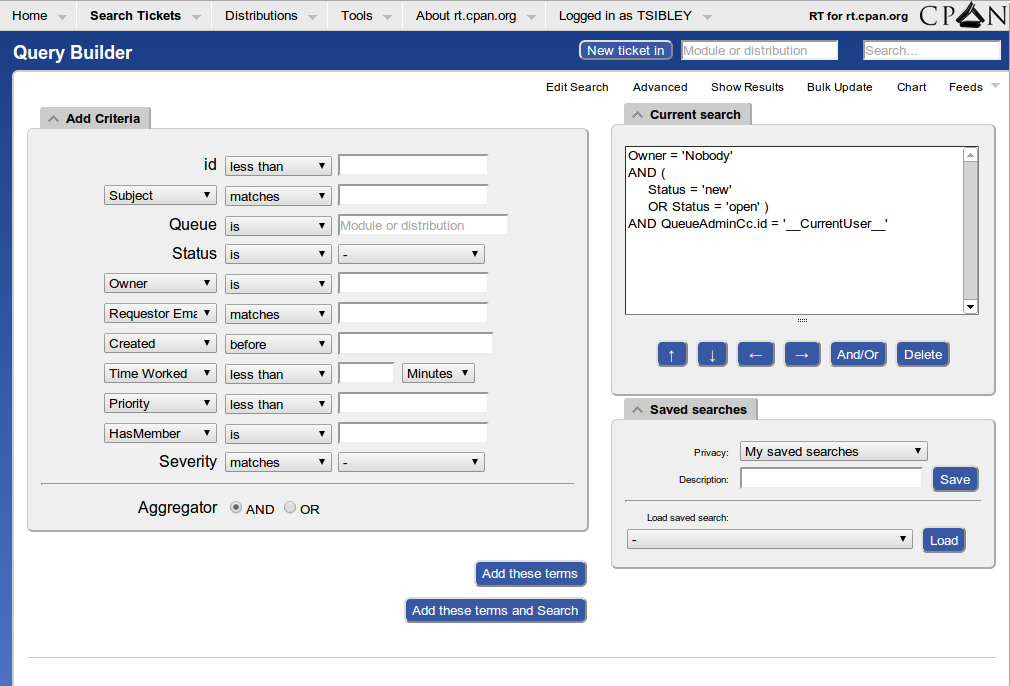 Home Search Tickets Distributions Tools About rt.cpan.org Logged in as TSIBLEY RT for rt.cpan.org CPAN
Query Builder New ticket in Module or distribution Search...
Edit Search Advanced Show Results Bulk Update Chart Feeds
Add Criteria
id less than
Subject matches
Queue is Module or distribution
Status is -
Owner is
Requestor Ema matches
Created before
Time Worked less than Minutes
Priority less than
HasMember is
Severity matches -
Aggregator AND OR
Add these terms
Add these terms and Search
Current search
Owner = 'Nobody'
AND (
Status = 'new'
OR Status = 'open' )
AND QueueAdminCc.id = '__CurrentUser__'
↑ ↓ ← → And/Or Delete
Saved searches
Privacy: My saved searches
Description: Save
Load saved search:
- Load